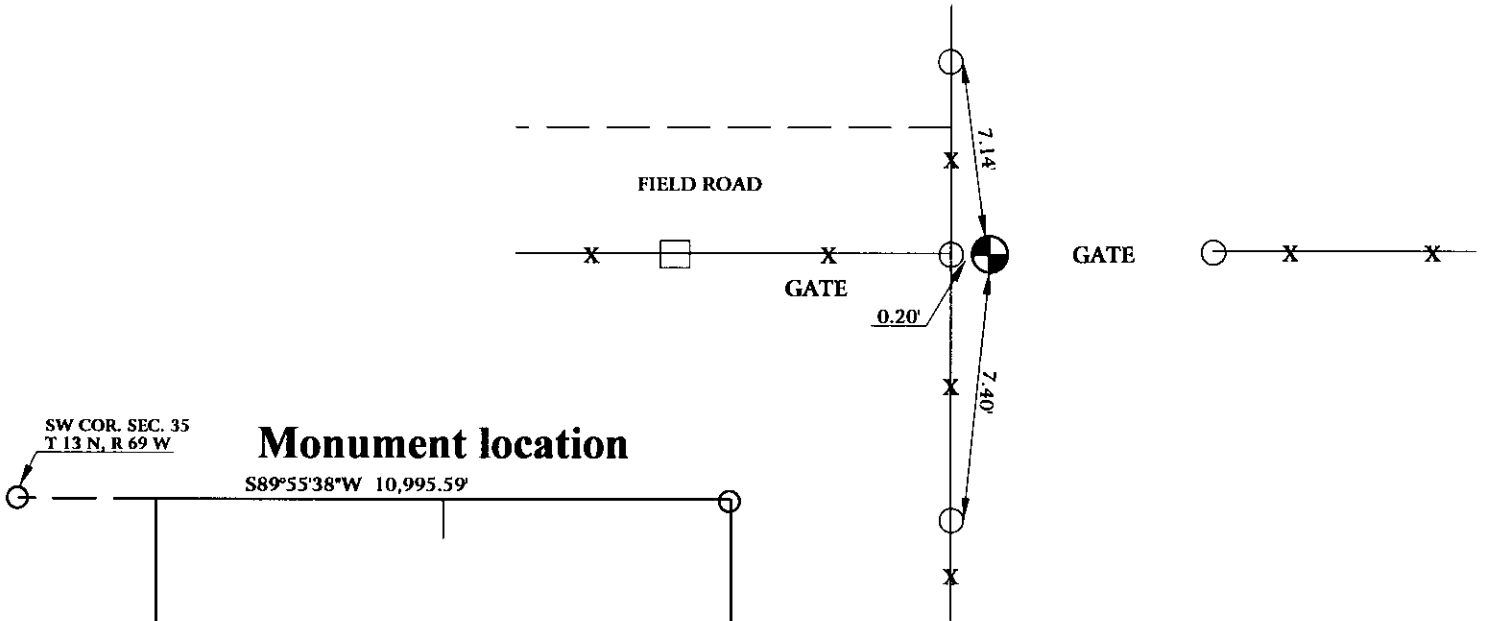 7.14'
X
FIELD ROAD
X
X
GATE
X
X
GATE
0.20'
X
7.40'
SW COR. SEC. 35
T 13 N, R 69 W
Monument location
S89°55'38"W 10,995.59'
X